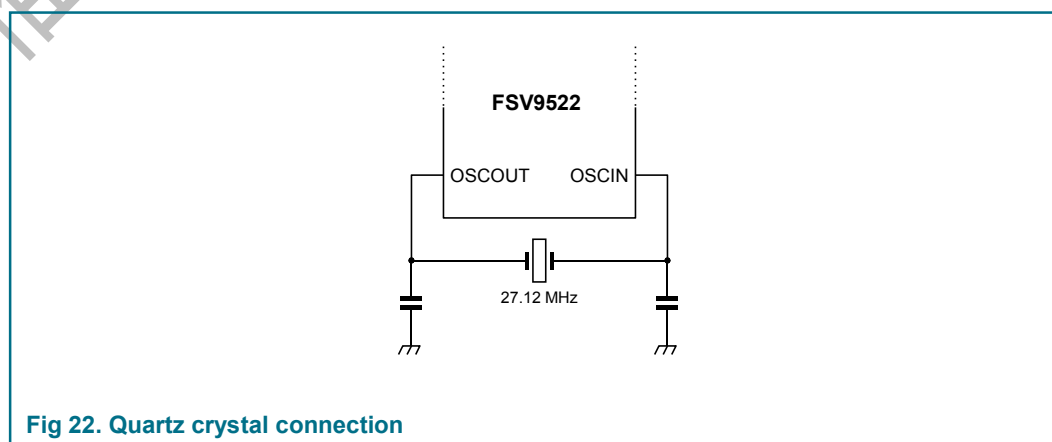 FSV9522
OSCOUT OSCIN
27.12 MHz
Fig 22. Quartz crystal connection